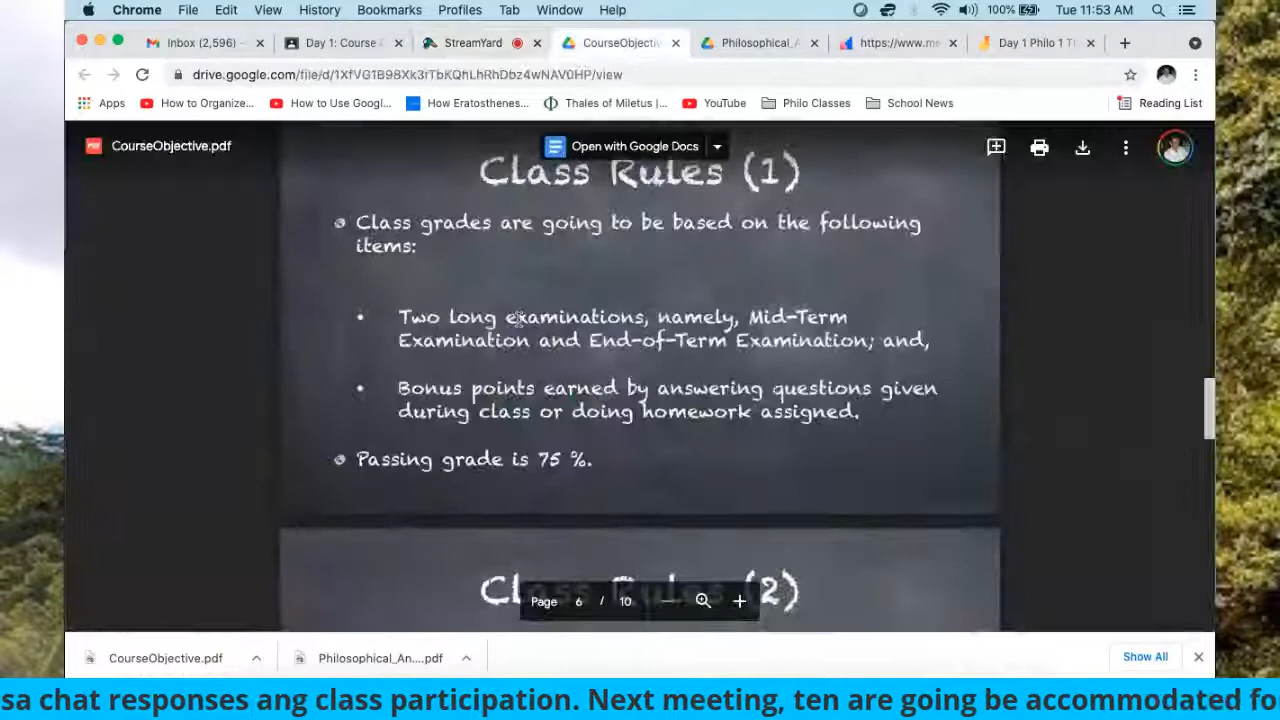 Chrome File Edit View History Bookmarks Profiles Tab Window Help 100% Tue 11:53 AM
Inbox (2,596) – Day 1: Course StreamYard CourseObjectiv Philosophical_A https://www.me Day 1 Philo 1 T
drive.google.com/file/d/1XfVG1B98Xk3rTbKQhLhRhDbz4wNAV0HP/view
Apps How to Organize... How to Use Googl... How Eratosthenes... Thales of Miletus |... YouTube Philo Classes School News Reading List
PDF CourseObjective.pdf Open with Google Docs
Class Rules (1)
Class grades are going to be based on the following
items:
• Two long examinations, namely, Mid-Term
Examination and End-of-Term Examination; and,
• Bonus points earned by answering questions given
during class or doing homework assigned.
Passing grade is 75 %.
Class Rules (2)
Page 6 / 10
CourseObjective.pdf Philosophical_An....pdf Show All
sa chat responses ang class participation. Next meeting, ten are going be accommodated fo